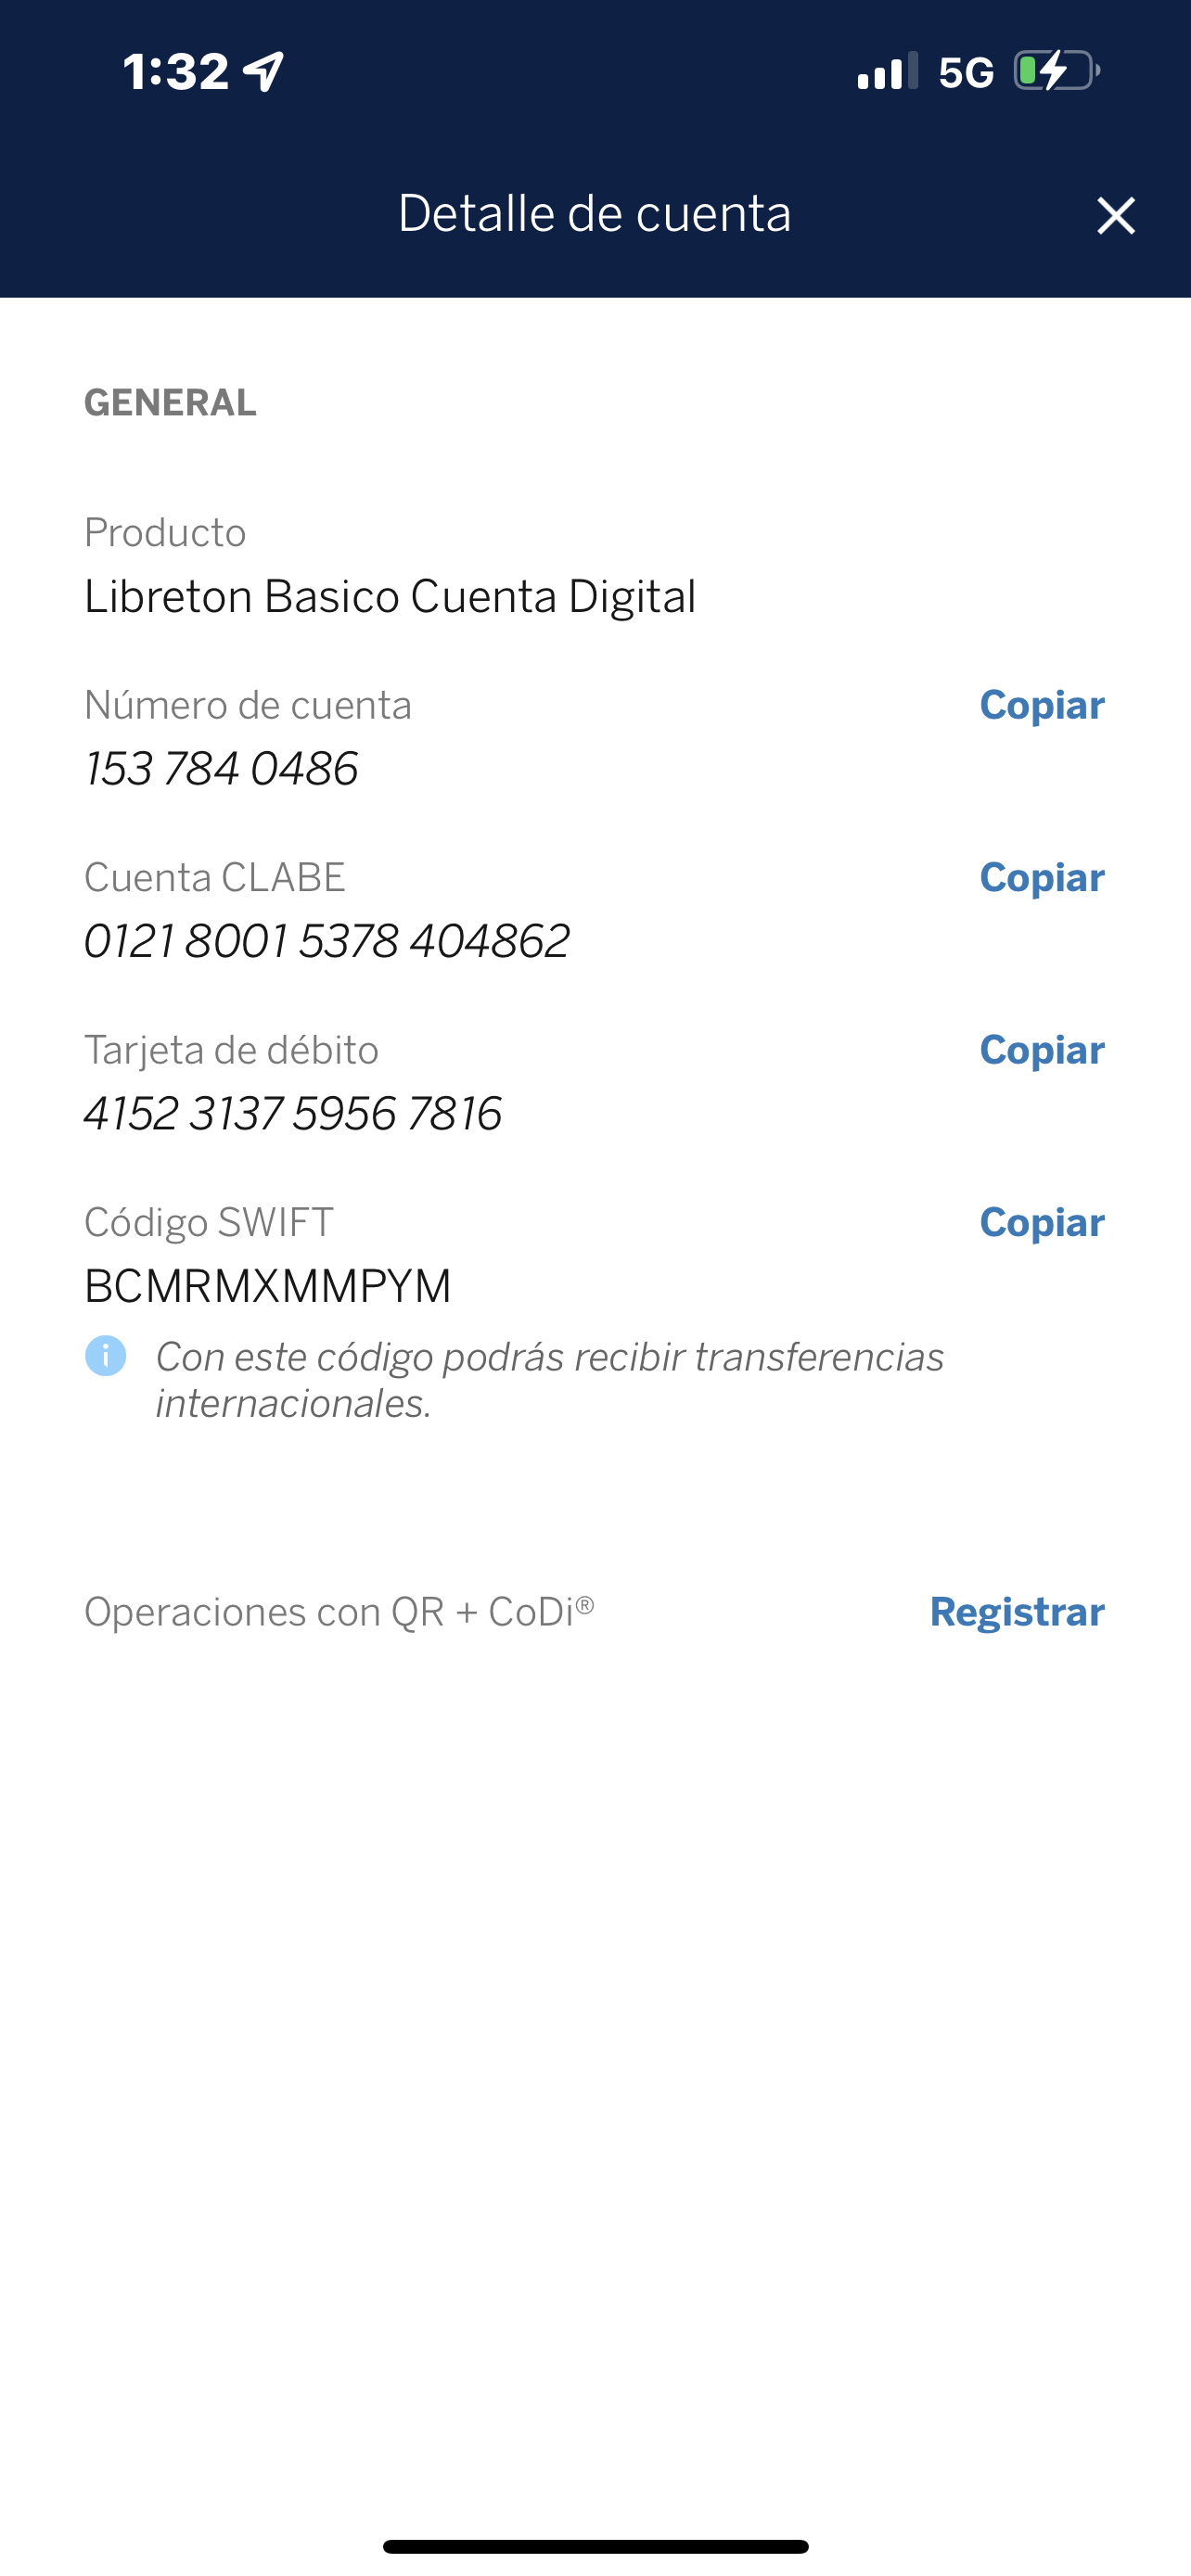 1:32
5G
Detalle de cuenta
GENERAL
Producto
Libreton Basico Cuenta Digital
Número de cuenta Copiar
153 784 0486
Cuenta CLABE Copiar
0121 8001 5378 404862
Tarjeta de débito Copiar
4152 3137 5956 7816
Código SWIFT Copiar
BCMRMXMMPYM
Con este código podrás recibir transferencias
internacionales.
Operaciones con QR + CoDi® Registrar